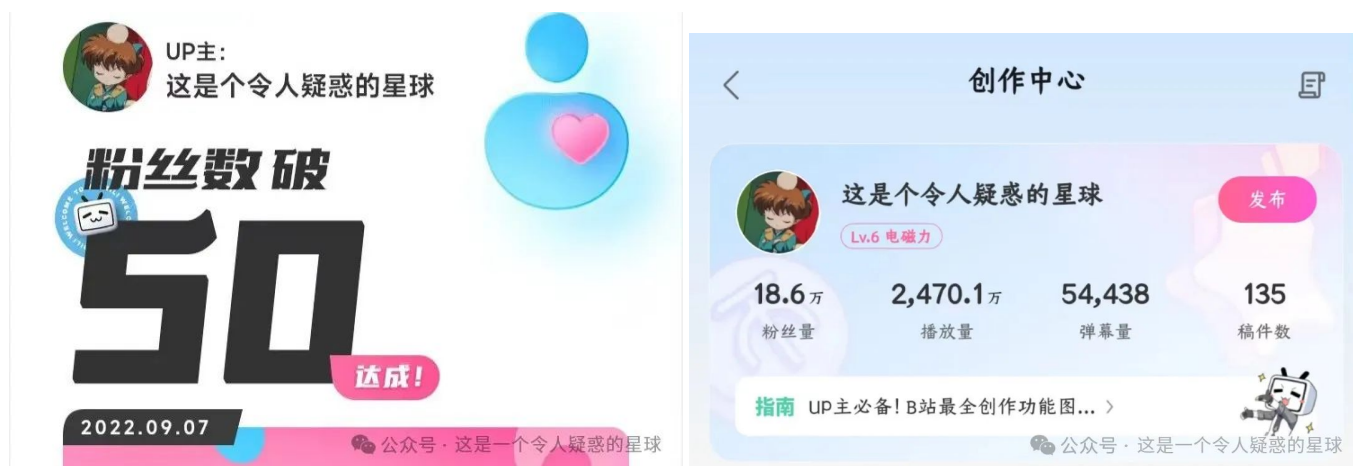 UP主:
这是个令人疑惑的星球
粉丝数破
50
达成!
2022.09.07
公众号 · 这是一个令人疑惑的星球
创作中心
这是个令人疑惑的星球
发布
Lv.6 电磁力
18.6万 2,470.1万 54,438 135
粉丝量 播放量 弹幕量 稿件数
指南 UP主必备! B站最全创作功能图... >
公众号 · 这是一个令人疑惑的星球